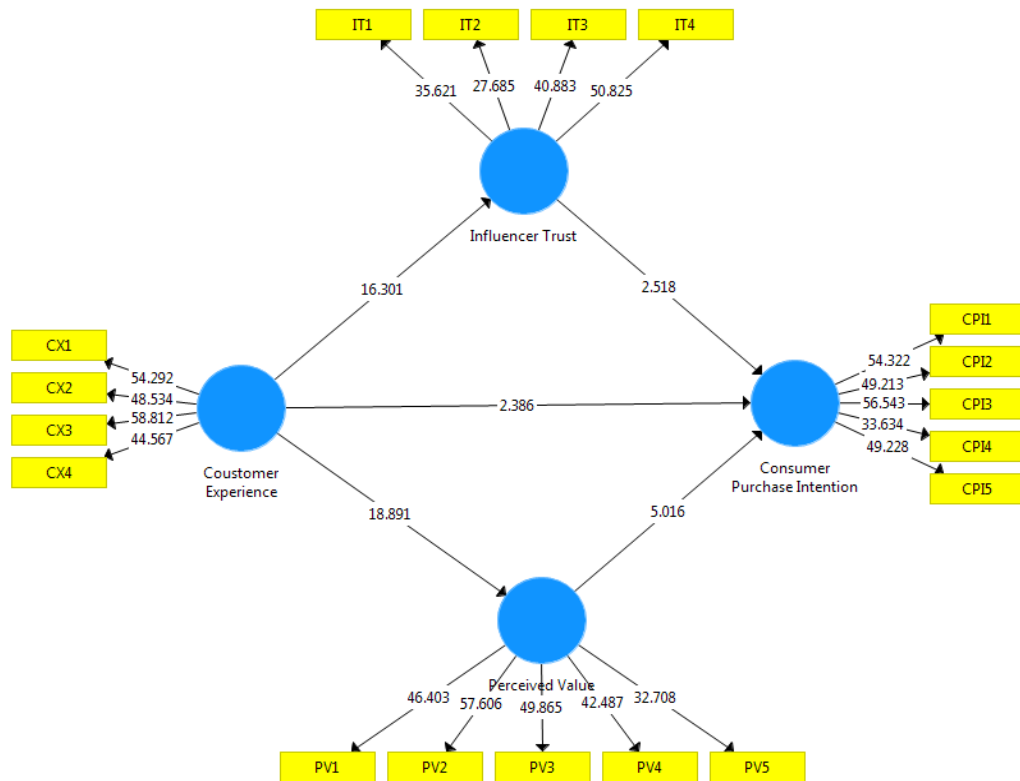 IT1
IT2
IT3
IT4
35.621
27.685
40.883
50.825
Influencer Trust
16.301
2.518
CX1
CX2
CX3
CX4
54.292
48.534
58.812
44.567
Coustomer
Experience
2.386
CPI1
CPI2
CPI3
CPI4
CPI5
54.322
49.213
56.543
33.634
49.228
Consumer
Purchase Intention
18.891
5.016
Perceived Value
46.403
57.606
49.865
42.487
32.708
PV1
PV2
PV3
PV4
PV5